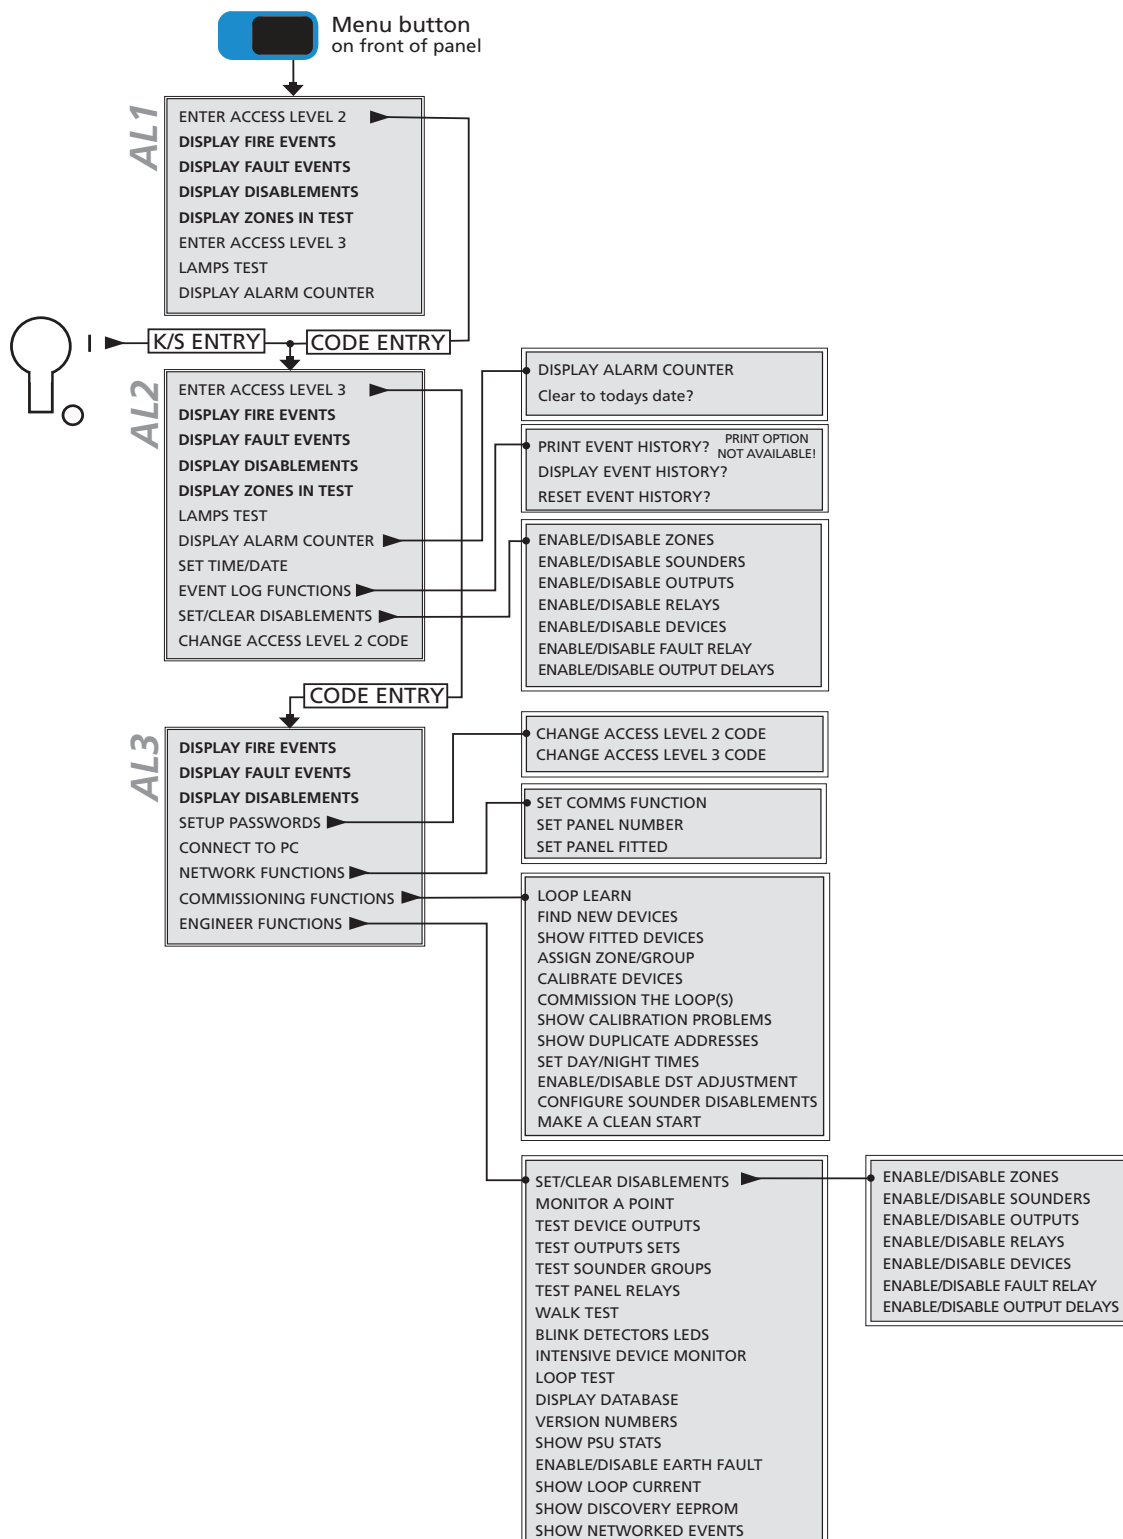 Menu button
on front of panel
AL1
ENTER ACCESS LEVEL 2
DISPLAY FIRE EVENTS
DISPLAY FAULT EVENTS
DISPLAY DISABLEMENTS
DISPLAY ZONES IN TEST
ENTER ACCESS LEVEL 3
LAMPS TEST
DISPLAY ALARM COUNTER
K/S ENTRY
CODE ENTRY
AL2
ENTER ACCESS LEVEL 3
DISPLAY FIRE EVENTS
DISPLAY FAULT EVENTS
DISPLAY DISABLEMENTS
DISPLAY ZONES IN TEST
LAMPS TEST
DISPLAY ALARM COUNTER
SET TIME/DATE
EVENT LOG FUNCTIONS
SET/CLEAR DISABLEMENTS
CHANGE ACCESS LEVEL 2 CODE
DISPLAY ALARM COUNTER
Clear to todays date?
PRINT EVENT HISTORY?
PRINT OPTION
NOT AVAILABLE!
DISPLAY EVENT HISTORY?
RESET EVENT HISTORY?
ENABLE/DISABLE ZONES
ENABLE/DISABLE SOUNDERS
ENABLE/DISABLE OUTPUTS
ENABLE/DISABLE RELAYS
ENABLE/DISABLE DEVICES
ENABLE/DISABLE FAULT RELAY
ENABLE/DISABLE OUTPUT DELAYS
CODE ENTRY
AL3
DISPLAY FIRE EVENTS
DISPLAY FAULT EVENTS
DISPLAY DISABLEMENTS
SETUP PASSWORDS
CONNECT TO PC
NETWORK FUNCTIONS
COMMISSIONING FUNCTIONS
ENGINEER FUNCTIONS
CHANGE ACCESS LEVEL 2 CODE
CHANGE ACCESS LEVEL 3 CODE
SET COMMS FUNCTION
SET PANEL NUMBER
SET PANEL FITTED
LOOP LEARN
FIND NEW DEVICES
SHOW FITTED DEVICES
ASSIGN ZONE/GROUP
CALIBRATE DEVICES
COMMISSION THE LOOP(S)
SHOW CALIBRATION PROBLEMS
SHOW DUPLICATE ADDRESSES
SET DAY/NIGHT TIMES
ENABLE/DISABLE DST ADJUSTMENT
CONFIGURE SOUNDER DISABLEMENTS
MAKE A CLEAN START
SET/CLEAR DISABLEMENTS
MONITOR A POINT
TEST DEVICE OUTPUTS
TEST OUTPUTS SETS
TEST SOUNDER GROUPS
TEST PANEL RELAYS
WALK TEST
BLINK DETECTORS LEDS
INTENSIVE DEVICE MONITOR
LOOP TEST
DISPLAY DATABASE
VERSION NUMBERS
SHOW PSU STATS
ENABLE/DISABLE EARTH FAULT
SHOW LOOP CURRENT
SHOW DISCOVERY EEPROM
SHOW NETWORKED EVENTS
ENABLE/DISABLE ZONES
ENABLE/DISABLE SOUNDERS
ENABLE/DISABLE OUTPUTS
ENABLE/DISABLE RELAYS
ENABLE/DISABLE DEVICES
ENABLE/DISABLE FAULT RELAY
ENABLE/DISABLE OUTPUT DELAYS